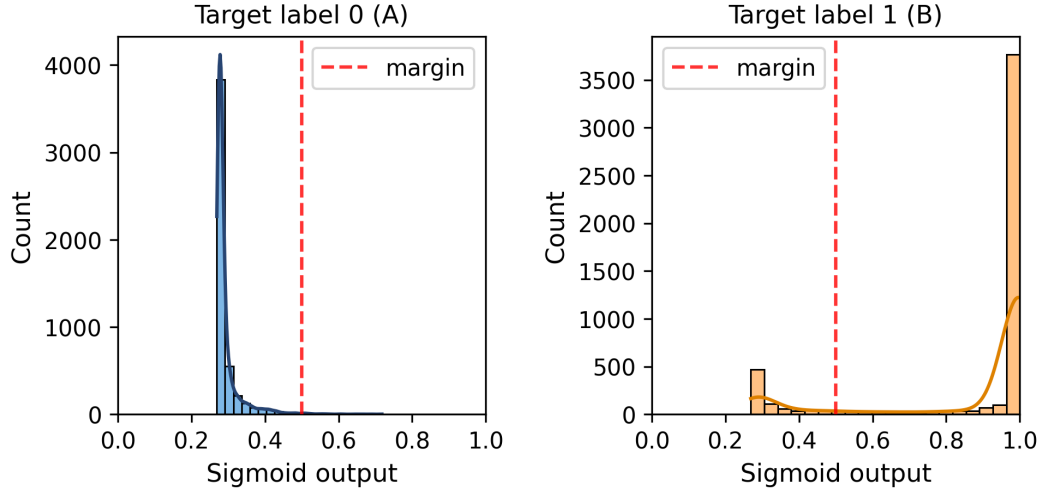 Target label 0 (A)
4000
3000
2000
1000
0
Count
margin
0.0 0.2 0.4 0.6 0.8 1.0
Sigmoid output
Target label 1 (B)
3500
3000
2500
2000
1500
1000
500
0
Count
margin
0.0 0.2 0.4 0.6 0.8 1.0
Sigmoid output